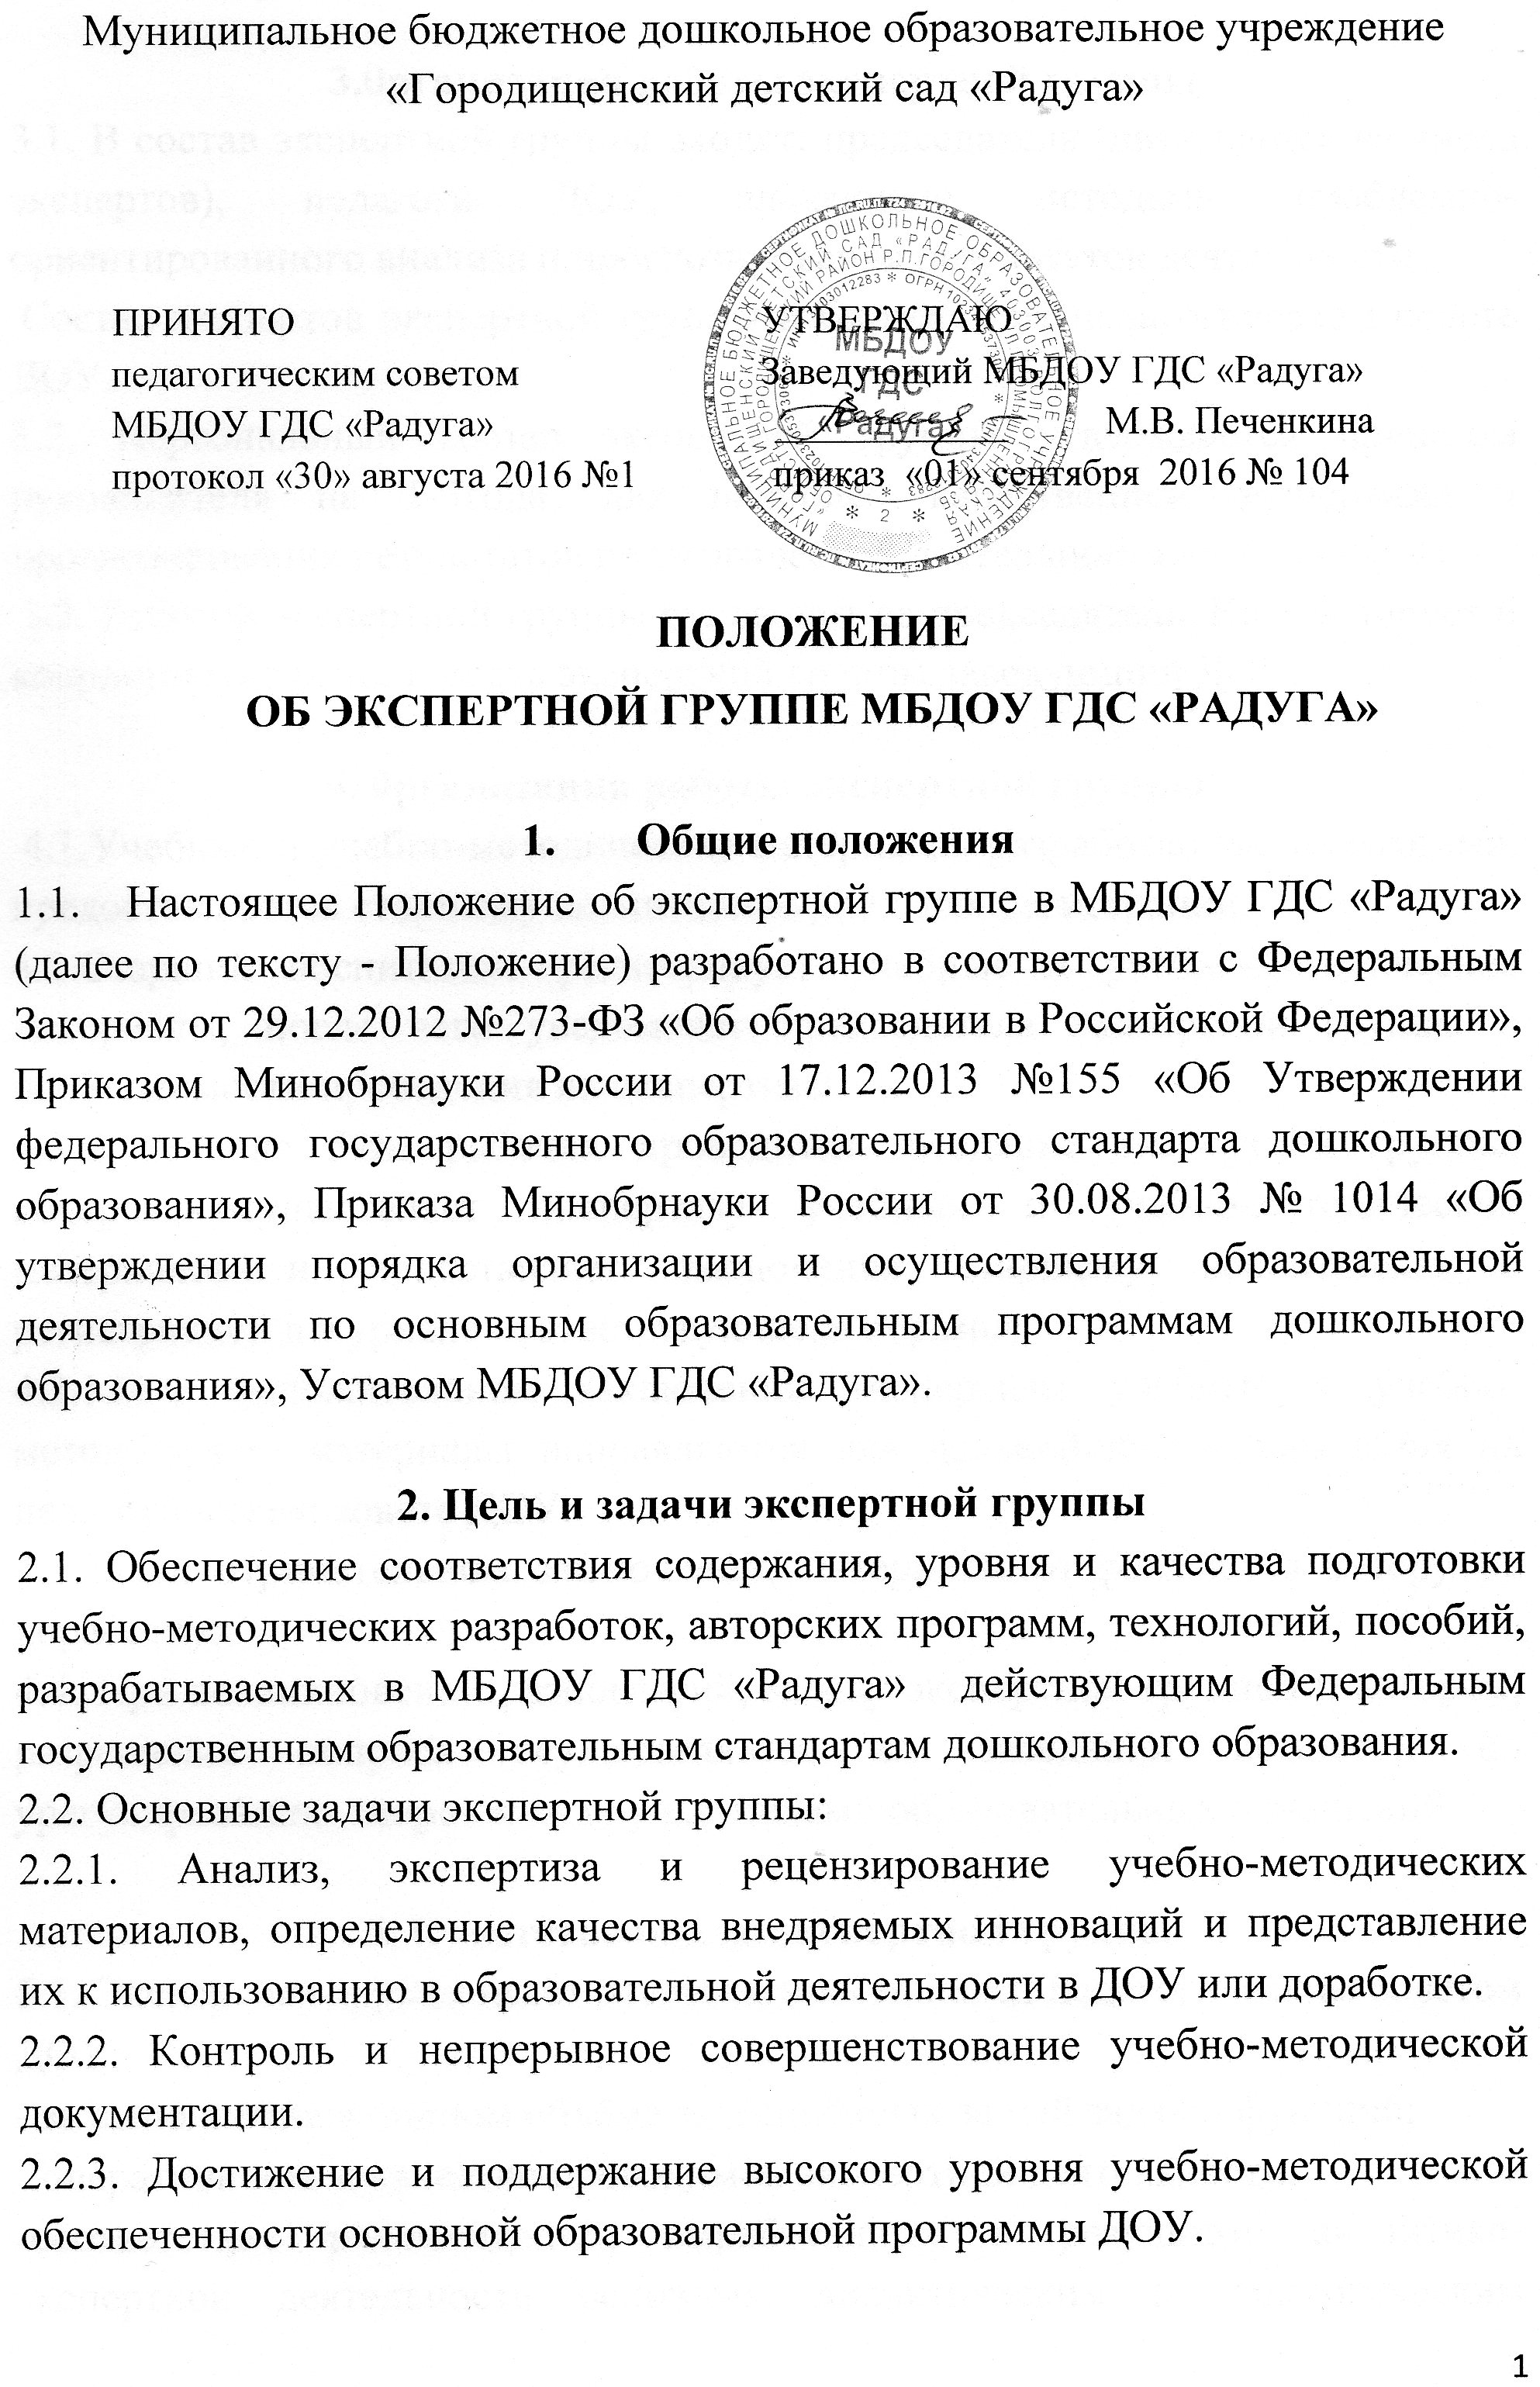 Муниципальное бюджетное дошкольное образовательное учреждение
«Городищенский детский сад «Радуга»
ПРИНЯТО
педагогическим советом
МБДОУ ГДС «Радуга»
протокол «30» августа 2016 №1
УТВЕРЖДАЮ
Заведующий МБДОУ ГДС «Радуга»
М.В. Печенкина
приказ «01» сентября 2016 № 104
МБДОУ
ГДС
«Радуга»
ПОЛОЖЕНИЕ
ОБ ЭКСПЕРТНОЙ ГРУППЕ МБДОУ ГДС «РАДУГА»
1. Общие положения
1.1. Настоящее Положение об экспертной группе в МБДОУ ГДС «Радуга»
(далее по тексту - Положение) разработано в соответствии с Федеральным
Законом от 29.12.2012 №273-ФЗ «Об образовании в Российской Федерации»,
Приказом Минобрнауки России от 17.12.2013 №155 «Об Утверждении
федерального государственного образовательного стандарта дошкольного
образования», Приказа Минобрнауки России от 30.08.2013 № 1014 «Об
утверждении порядка организации и осуществления образовательной
деятельности по основным образовательным программам дошкольного
образования», Уставом МБДОУ ГДС «Радуга».
2. Цель и задачи экспертной группы
2.1. Обеспечение соответствия содержания, уровня и качества подготовки
учебно-методических разработок, авторских программ, технологий, пособий,
разрабатываемых в МБДОУ ГДС «Радуга» действующим Федеральным
государственным образовательным стандартам дошкольного образования.
2.2. Основные задачи экспертной группы:
2.2.1. Анализ, экспертиза и рецензирование учебно-методических
материалов, определение качества внедряемых инноваций и представление
их к использованию в образовательной деятельности в ДОУ или доработке.
2.2.2. Контроль и непрерывное совершенствование учебно-методической
документации.
2.2.3. Достижение и поддержание высокого уровня учебно-методической
обеспеченности основной образовательной программы ДОУ.
1